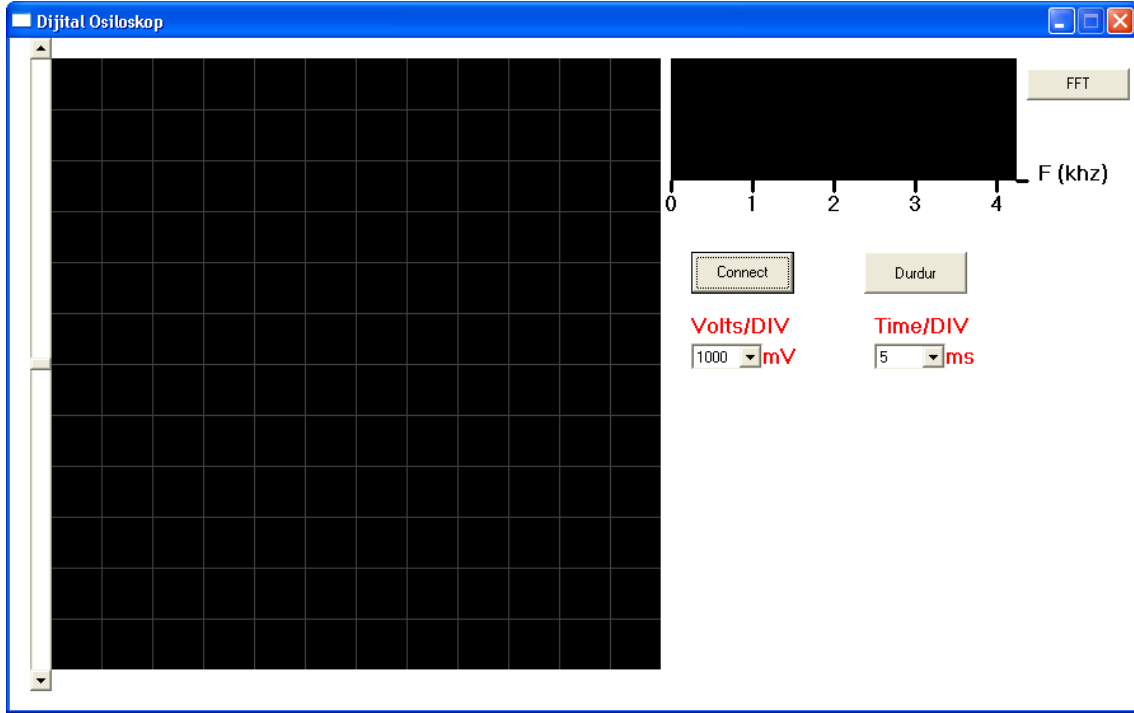 Dijital Osiloskop
FFT
F (khz)
0 1 2 3 4
Connect Durdur
Volts/DIV Time/DIV
1000 mV 5 ms